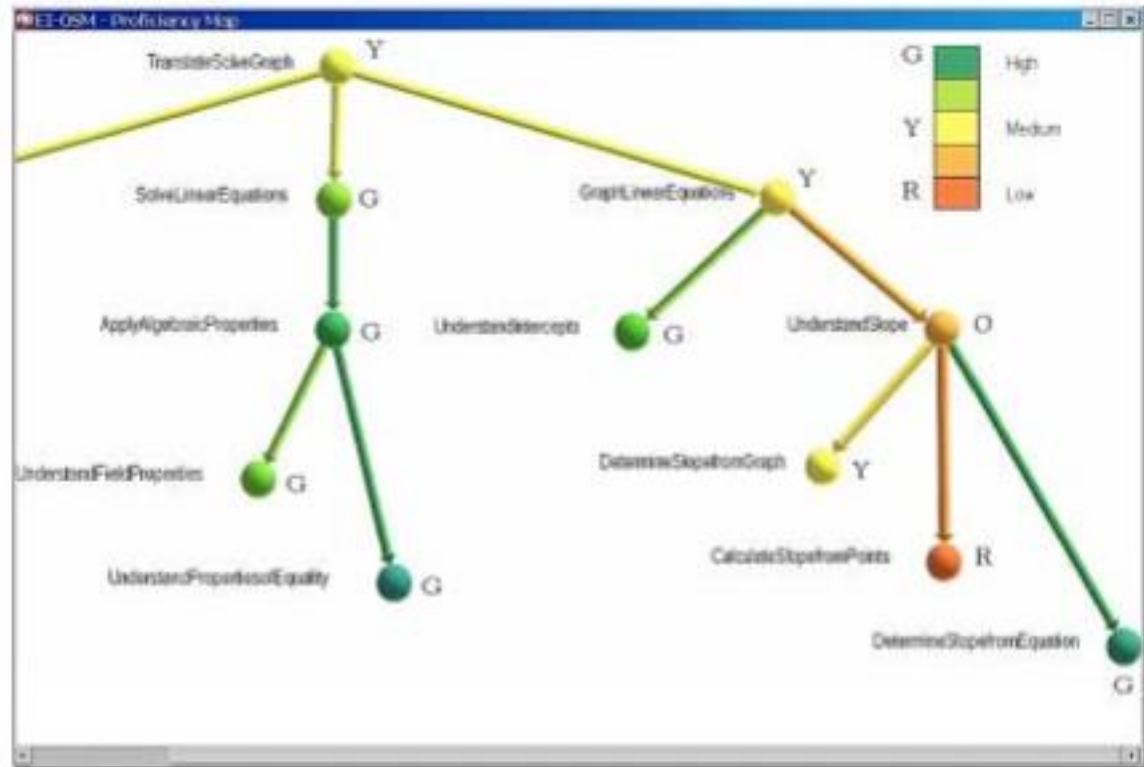 EI-OSM - Proficiency Map
TranslateSolveGraph
Y
G
High
Y
Medium
R
Low
SolveLinearEquations
G
GraphLinearEquations
Y
ApplyAlgebraicProperties
G
UnderstandIntercepts
G
UnderstandSlope
O
UnderstandFieldProperties
G
DetermineSlopefromGraph
Y
UnderstandPropertiesofEquality
G
CalculateSlopefromPoints
R
DetermineSlopefromEquation
G